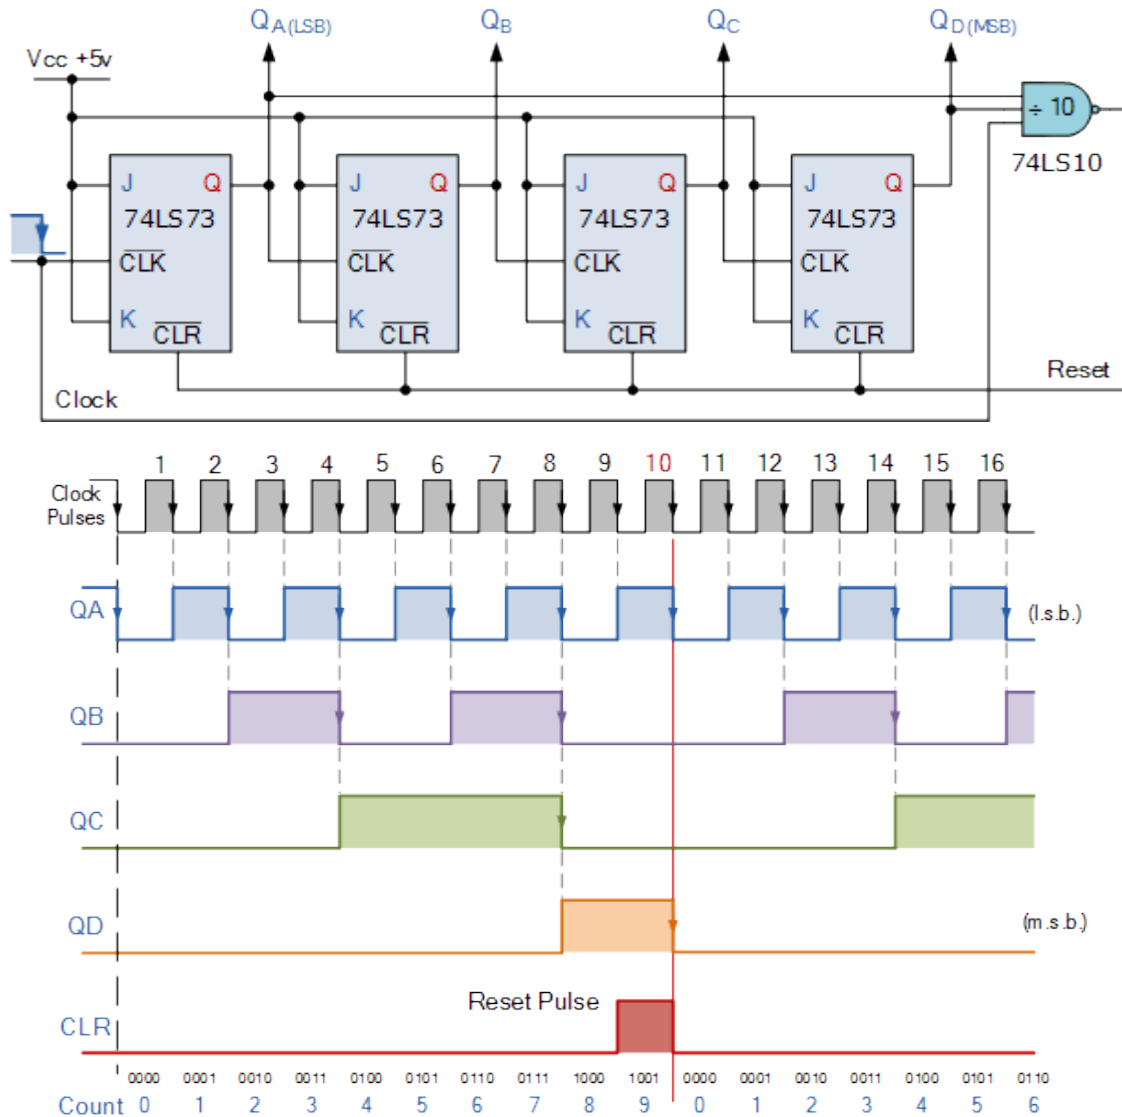 QA(LSB) QB QC QD(MSB)
Vcc +5v
÷ 10
74LS10
J Q J Q J Q J Q
74LS73 74LS73 74LS73 74LS73
CLK CLK CLK CLK
K CLR K CLR K CLR K CLR
Reset
Clock
1 2 3 4 5 6 7 8 9 10 11 12 13 14 15 16
Clock
Pulses
QA (l.s.b.)
QB
QC
QD (m.s.b.)
Reset Pulse
CLR
0000 0001 0010 0011 0100 0101 0110 0111 1000 1001 0000 0001 0010 0011 0100 0101 0110
Count 0 1 2 3 4 5 6 7 8 9 0 1 2 3 4 5 6